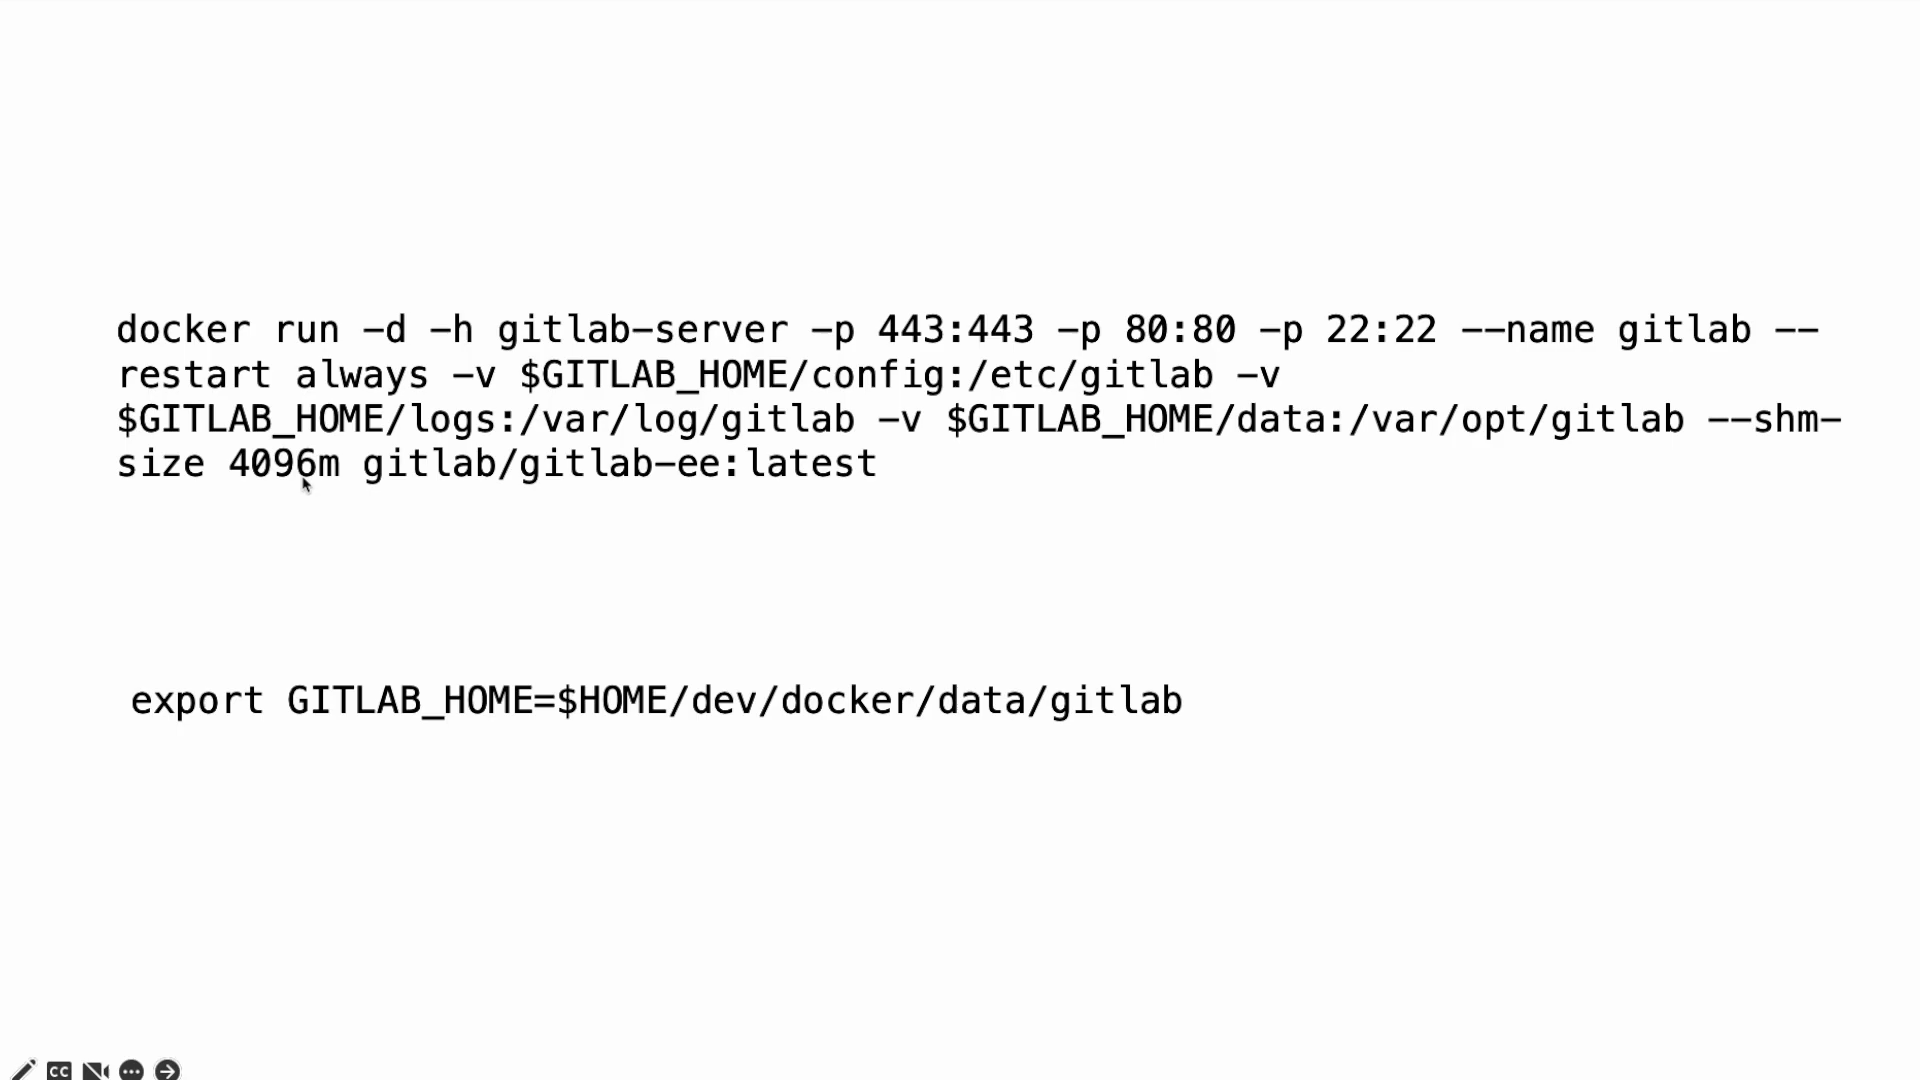 docker run -d -h gitlab-server -p 443:443 -p 80:80 -p 22:22 --name gitlab --
restart always -v $GITLAB_HOME/config:/etc/gitlab -v
$GITLAB_HOME/logs:/var/log/gitlab -v $GITLAB_HOME/data:/var/opt/gitlab --shm-
size 4096m gitlab/gitlab-ee:latest
export GITLAB_HOME=$HOME/dev/docker/data/gitlab
CC